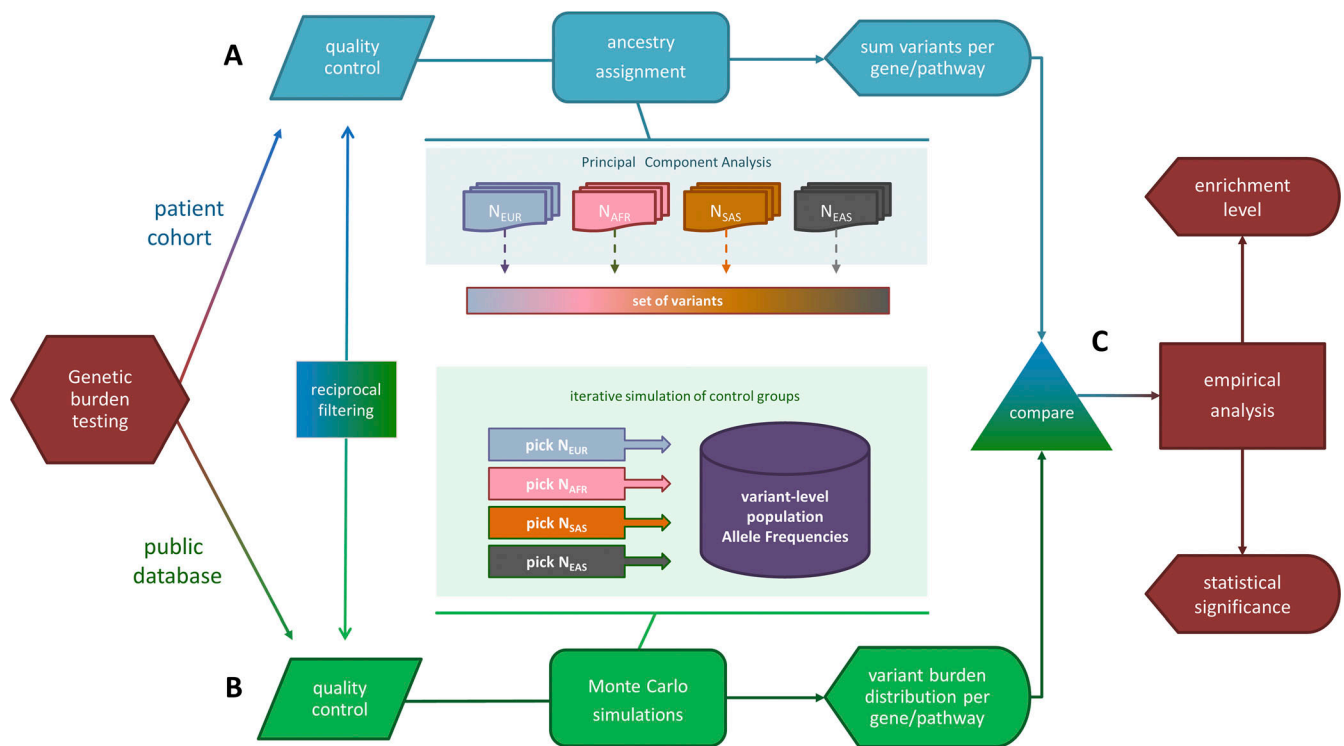 A
quality
control
ancestry
assignment
sum variants per
gene/pathway
Principal Component Analysis
N_EUR
N_AFR
N_SAS
N_EAS
set of variants
patient
cohort
Genetic
burden
testing
reciprocal
filtering
public
database
iterative simulation of control groups
pick N_EUR
pick N_AFR
pick N_SAS
pick N_EAS
variant-level
population
Allele Frequencies
compare
C
empirical
analysis
enrichment
level
statistical
significance
B
quality
control
Monte Carlo
simulations
variant burden
distribution per
gene/pathway